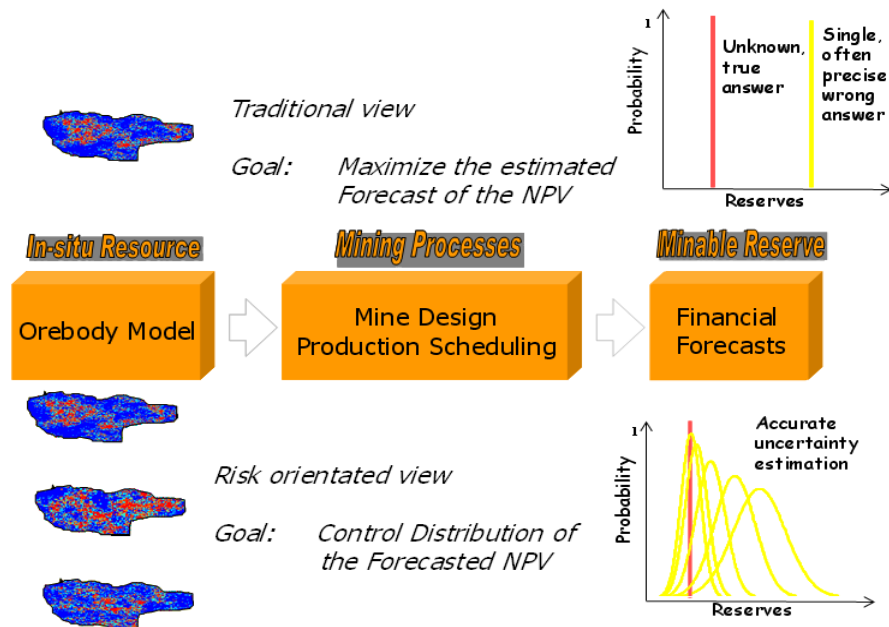 1
Unknown,
true
answer
Single,
often
precise
wrong
answer
Probability
Reserves
Traditional view
Goal: Maximize the estimated
Forecast of the NPV
In-situ Resource
Mining Processes
Minable Reserve
Orebody Model
Mine Design
Production Scheduling
Financial
Forecasts
Risk orientated view
Goal: Control Distribution of
the Forecasted NPV
1
Accurate
uncertainty
estimation
Probability
Reserves